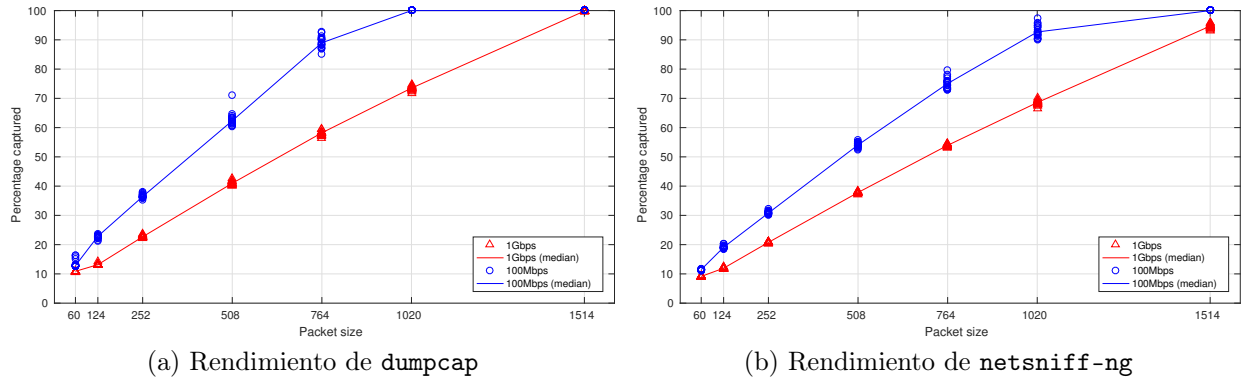 100
90
80
70
60
50
40
30
20
10
0
Percentage captured
60 124 252 508 764 1020 1514
Packet size
1Gbps
1Gbps (median)
100Mbps
100Mbps (median)
(a) Rendimiento de dumpcap
100
90
80
70
60
50
40
30
20
10
0
Percentage captured
60 124 252 508 764 1020 1514
Packet size
1Gbps
1Gbps (median)
100Mbps
100Mbps (median)
(b) Rendimiento de netsniff-ng